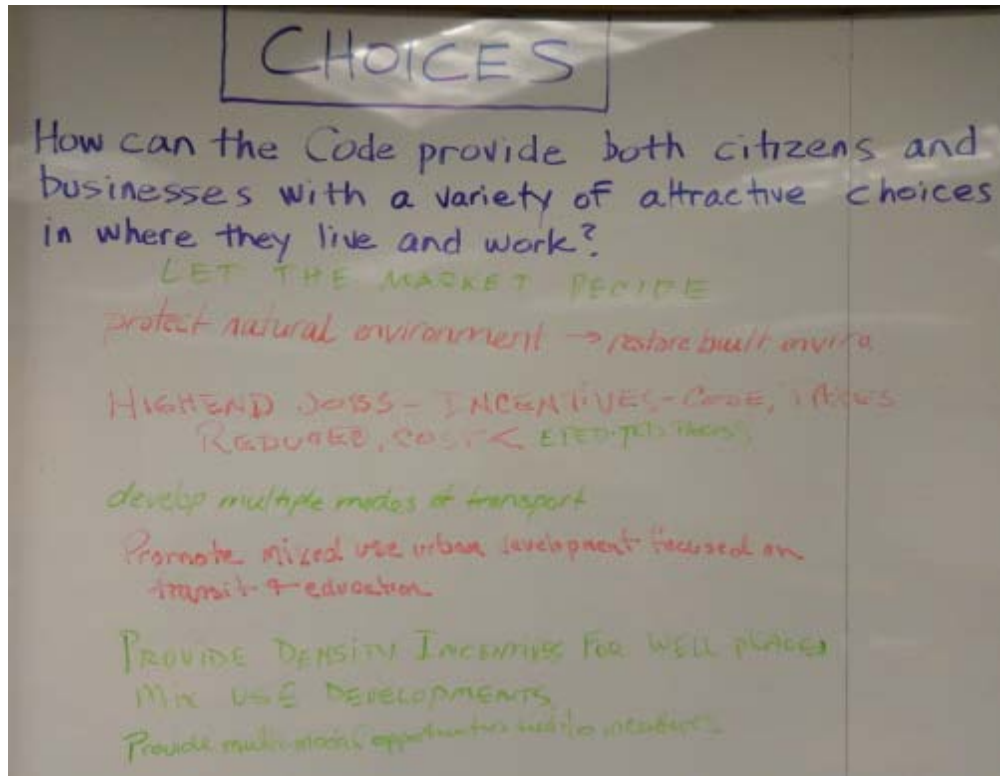 CHOICES
How can the Code provide both citizens and
businesses with a variety of attractive choices
in where they live and work?
LET THE MARKET DECIDE
protect natural environment → restore built enviro
HIGHEND JOBS - INCENTIVES - CODE, TAXES
REDUCED, COST <
develop multiple modes of transport
Promote mixed use urban development focused on
transit & education
PROVIDE DENSITY INCENTIVES FOR WELL PLACED
MIX USE DEVELOPMENTS
Provide multi-modal opportunities incentives